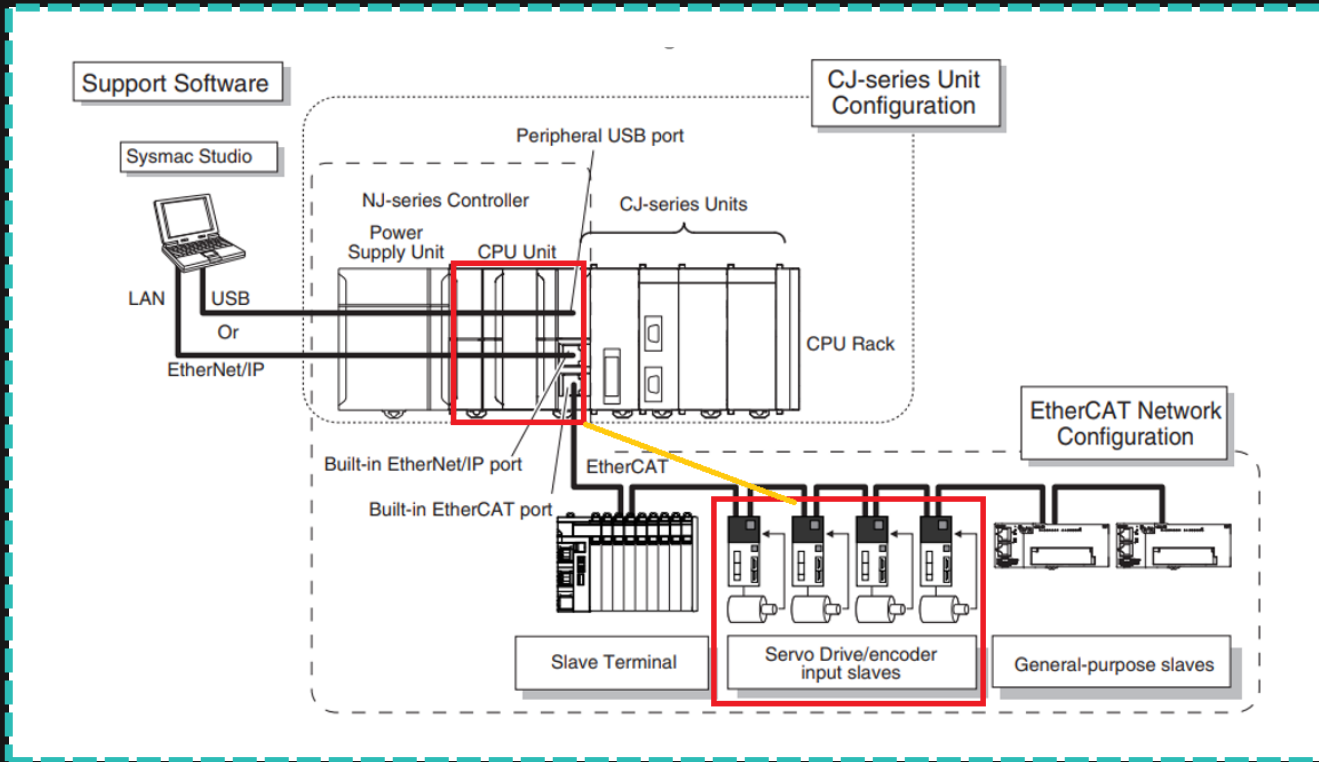 Support Software
CJ-series Unit
Configuration
Sysmac Studio
Peripheral USB port
NJ-series Controller
CJ-series Units
Power
Supply Unit
CPU Unit
LAN
USB
Or
EtherNet/IP
CPU Rack
EtherCAT Network
Configuration
Built-in EtherNet/IP port
EtherCAT
Built-in EtherCAT port
Slave Terminal
Servo Drive/encoder
input slaves
General-purpose slaves